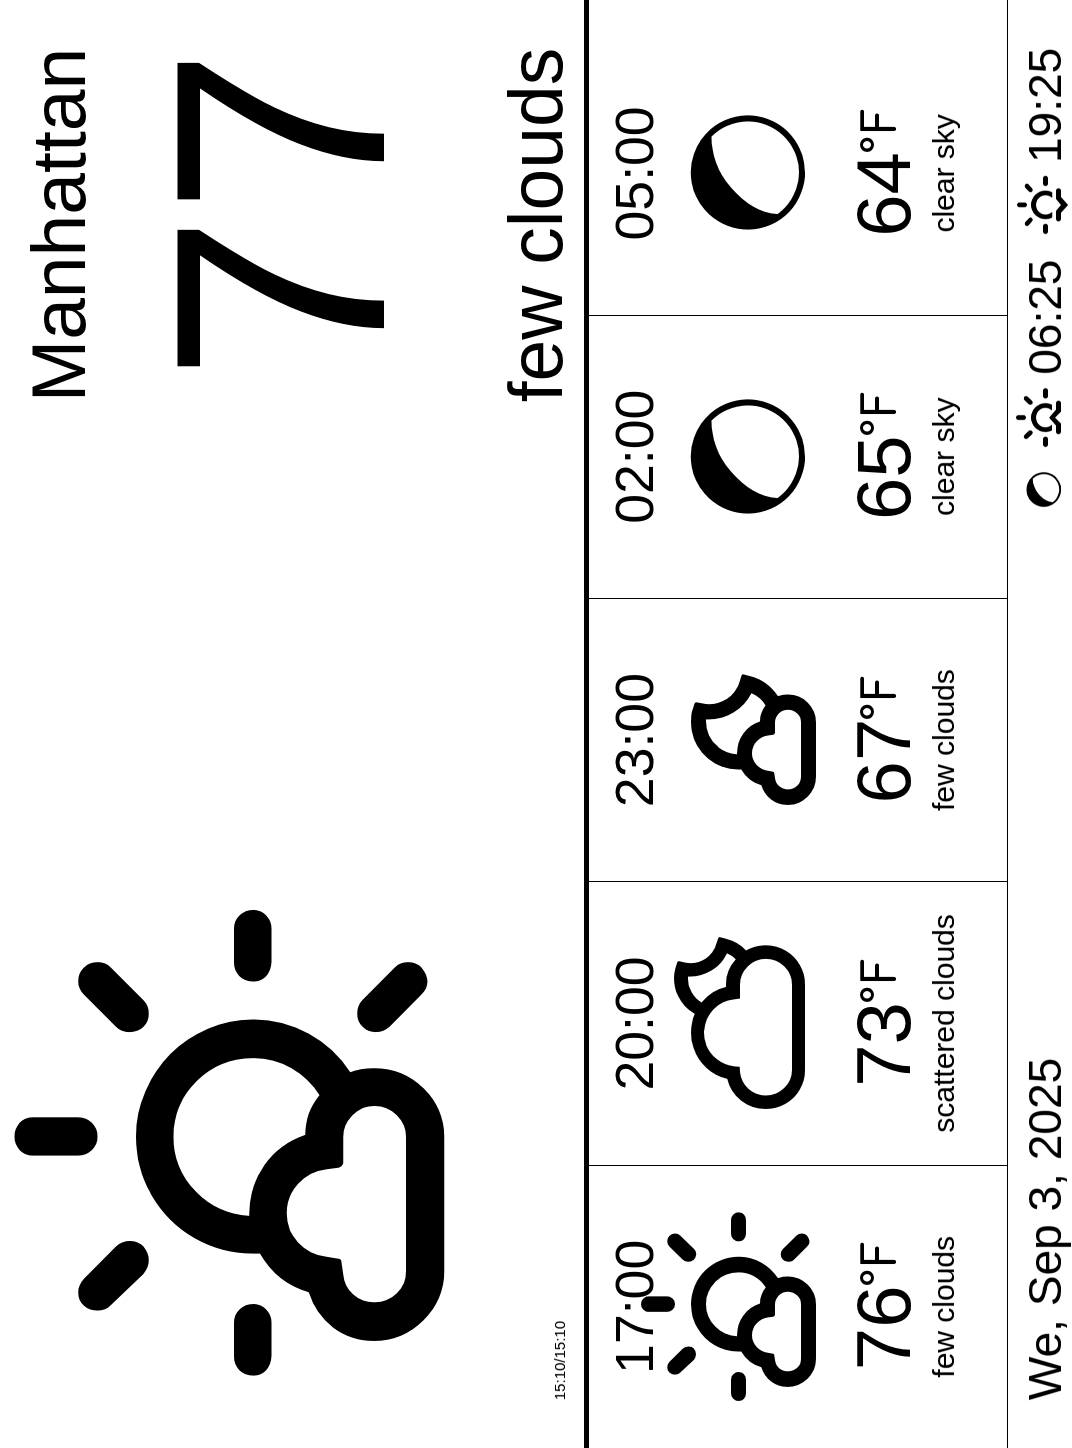 Manhattan
77
few clouds
15:10/15:10
17:00
76°F
few clouds
20:00
73°F
scattered clouds
23:00
67°F
few clouds
02:00
65°F
clear sky
05:00
64°F
clear sky
We, Sep 3, 2025
06:25
19:25